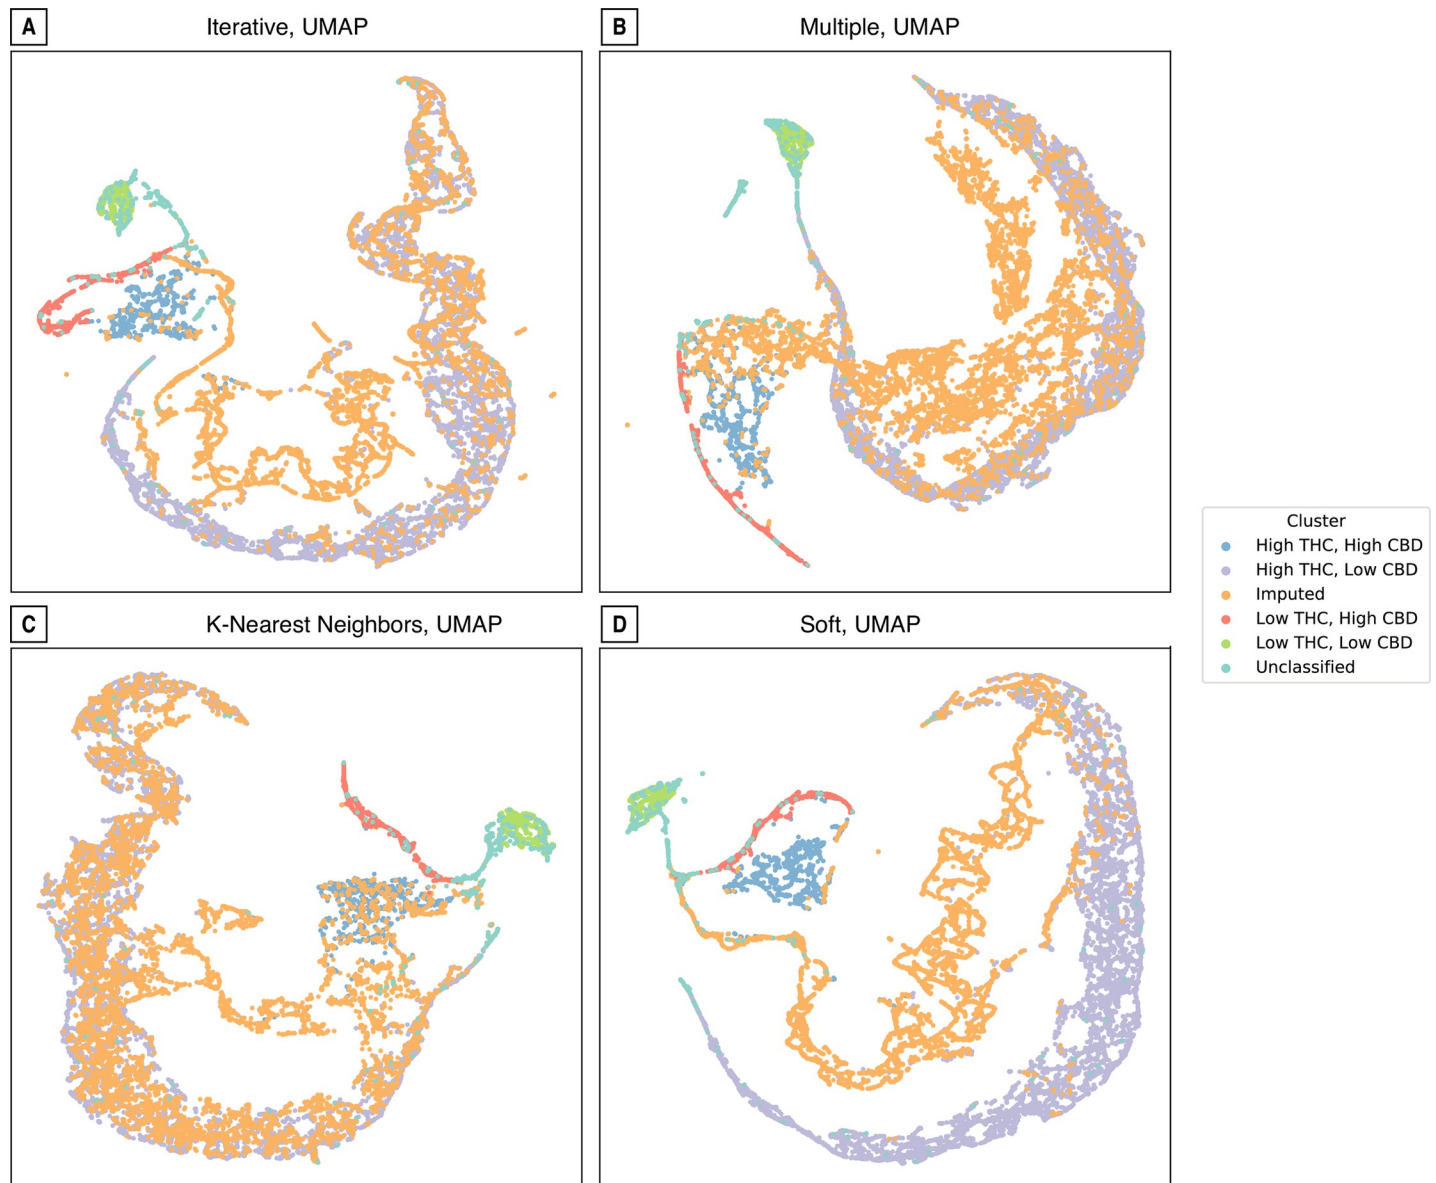 A
Iterative, UMAP
B
Multiple, UMAP
C
K-Nearest Neighbors, UMAP
D
Soft, UMAP
Cluster
High THC, High CBD
High THC, Low CBD
Imputed
Low THC, High CBD
Low THC, Low CBD
Unclassified